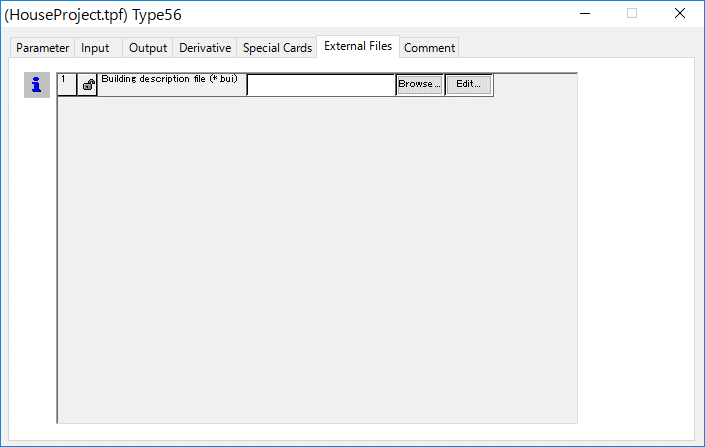 (HouseProject.tpf) Type56
Parameter Input Output Derivative Special Cards External Files Comment
i 1 Building description file (*.bui) Browse... Edit...